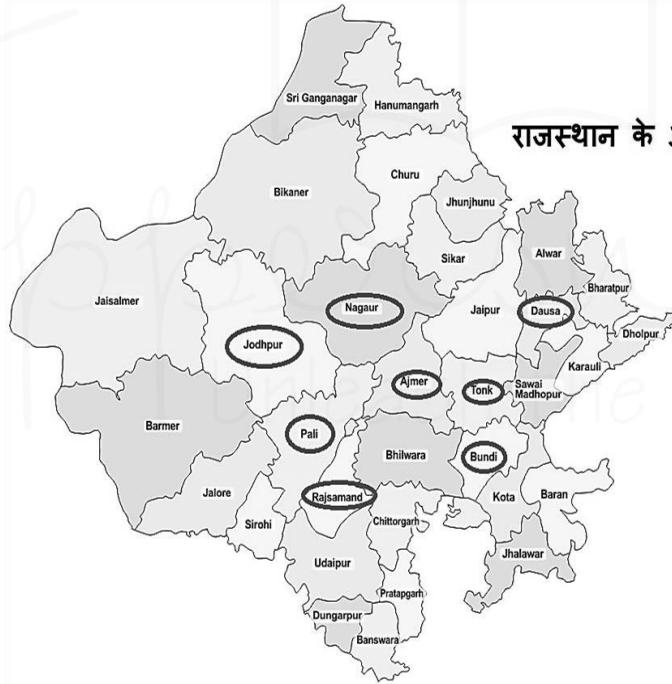 Sri Ganganagar
Hanumangarh
राजस्थान के
Churu
Bikaner
Jhunjhunu
Alwar
Sikar
Bharatpur
Jaisalmer
Nagaur
Jaipur
Dausa
Dholpur
Jodhpur
Karauli
Ajmer
Tonk
Sawai
Madhopur
Barmer
Pali
Bhilwara
Bundi
Jalore
Rajsamand
Kota
Baran
Sirohi
Chittorgarh
Jhalawar
Udaipur
Pratapgarh
Dungarpur
Banswara